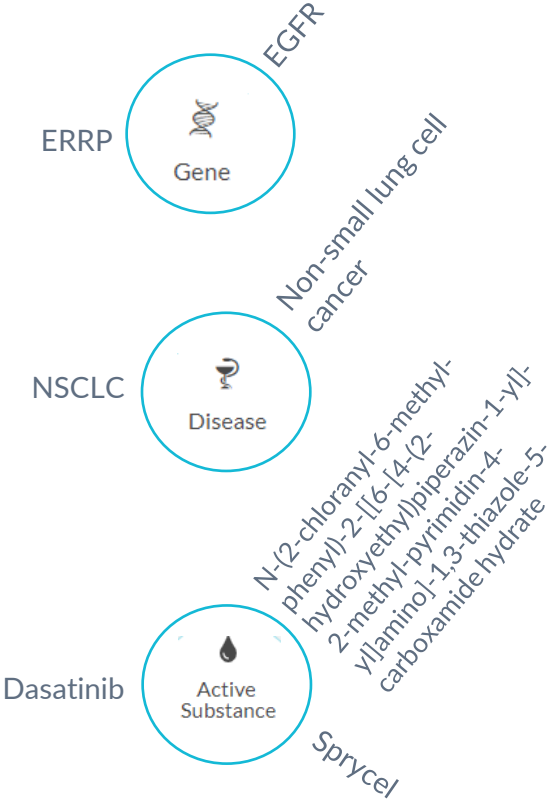 EGFR
ERRP
Gene
Non-small lung cell
cancer
NSCLC
Disease
N-(2-chloranyl-6-methyl-
phenyl)-2-[[6-[4-(2-
hydroxyethyl)piperazin-1-yl]-
2-methyl-pyrimidin-4-
yl]amino]-1,3-thiazole-5-
carboxamide hydrate
Dasatinib
Active
Substance
Sprycel